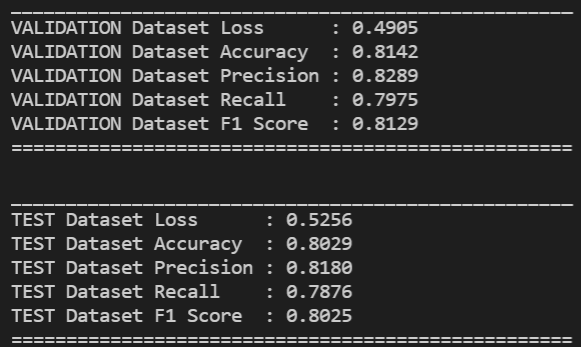 VALIDATION Dataset Loss      : 0.4905
VALIDATION Dataset Accuracy  : 0.8142
VALIDATION Dataset Precision : 0.8289
VALIDATION Dataset Recall    : 0.7975
VALIDATION Dataset F1 Score  : 0.8129
===================================================
___________________________________________________
TEST Dataset Loss      : 0.5256
TEST Dataset Accuracy  : 0.8029
TEST Dataset Precision : 0.8180
TEST Dataset Recall    : 0.7876
TEST Dataset F1 Score  : 0.8025
===================================================